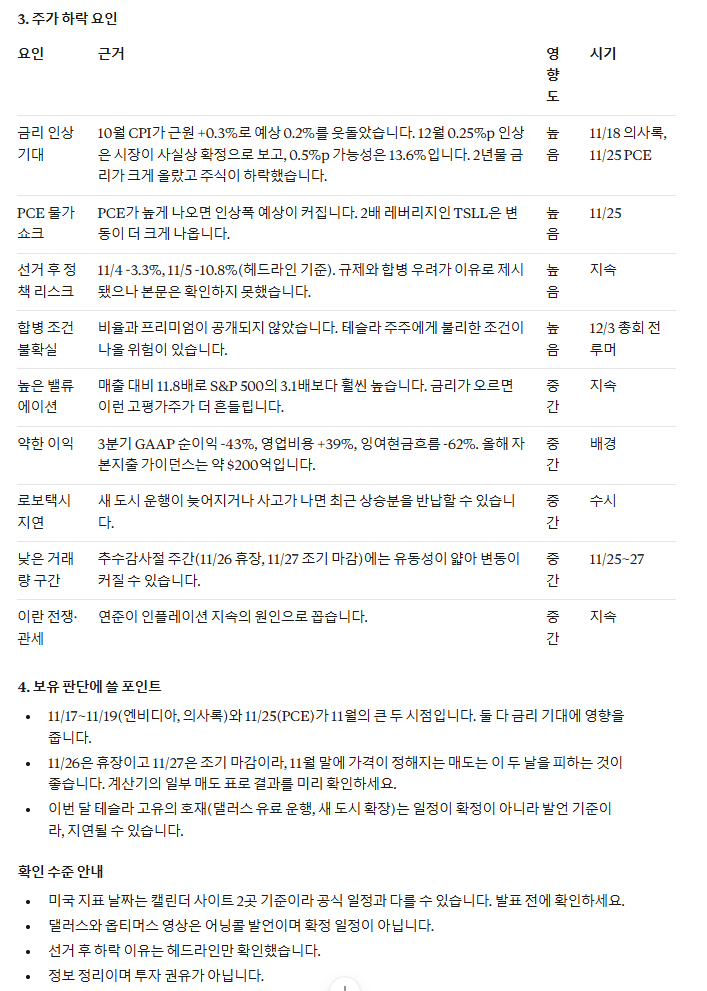 3. 주가 하락 요인
요인 근거 영향도 시기
금리 인상 기대 10월 CPI가 근원 +0.3%로 예상 0.2%를 웃돌았습니다. 12월 0.25%p 인상은 시장이 사실상 확정으로 보고, 0.5%p 가능성은 13.6%입니다. 2년물 금리가 크게 올랐고 주식이 하락했습니다. 높음 11/18 의사록, 11/25 PCE
PCE 물가 쇼크 PCE가 높게 나오면 인상폭 예상이 커집니다. 2배 레버리지인 TSLL은 변동이 더 크게 나옵니다. 높음 11/25
선거 후 정책 리스크 11/4 -3.3%, 11/5 -10.8%(헤드라인 기준). 규제와 합병 우려가 이유로 제시됐으나 본문은 확인하지 못했습니다. 높음 지속
합병 조건 불확실 비율과 프리미엄이 공개되지 않았습니다. 테슬라 주주에게 불리한 조건이 나올 위험이 있습니다. 높음 12/3 총회 전 루머
높은 밸류에이션 매출 대비 11.8배로 S&P 500의 3.1배보다 훨씬 높습니다. 금리가 오르면 이런 고평가주가 더 흔들립니다. 중간 지속
약한 이익 3분기 GAAP 순이익 -43%, 영업비용 +39%, 잉여현금흐름 -62%. 올해 자본지출 가이던스는 약 $200억입니다. 중간 배경
로보택시 지연 새 도시 운행이 늦어지거나 사고가 나면 최근 상승분을 반납할 수 있습니다. 중간 수시
낮은 거래량 구간 추수감사절 주간(11/26 휴장, 11/27 조기 마감)에는 유동성이 얇아 변동이 커질 수 있습니다. 중간 11/25~27
이란 전쟁·관세 연준이 인플레이션 지속의 원인으로 꼽습니다. 중간 지속
4. 보유 판단에 쓸 포인트
• 11/17~11/19(엔비디아, 의사록)와 11/25(PCE)가 11월의 큰 두 시점입니다. 둘 다 금리 기대에 영향을
줍니다.
• 11/26은 휴장이고 11/27은 조기 마감이라, 11월 말에 가격이 정해지는 매도는 이 두 날을 피하는 것이
좋습니다. 계산기의 일부 매도 표로 결과를 미리 확인하세요.
• 이번 달 테슬라 고유의 호재(댈러스 유료 운행, 새 도시 확장)는 일정이 확정이 아니라 발언 기준이
라, 지연될 수 있습니다.
확인 수준 안내
• 미국 지표 날짜는 캘린더 사이트 2곳 기준이라 공식 일정과 다를 수 있습니다. 발표 전에 확인하세요.
• 댈러스와 옵티머스 영상은 어닝콜 발언이며 확정 일정이 아닙니다.
• 선거 후 하락 이유는 헤드라인만 확인했습니다.
• 정보 정리이며 투자 권유가 아닙니다.